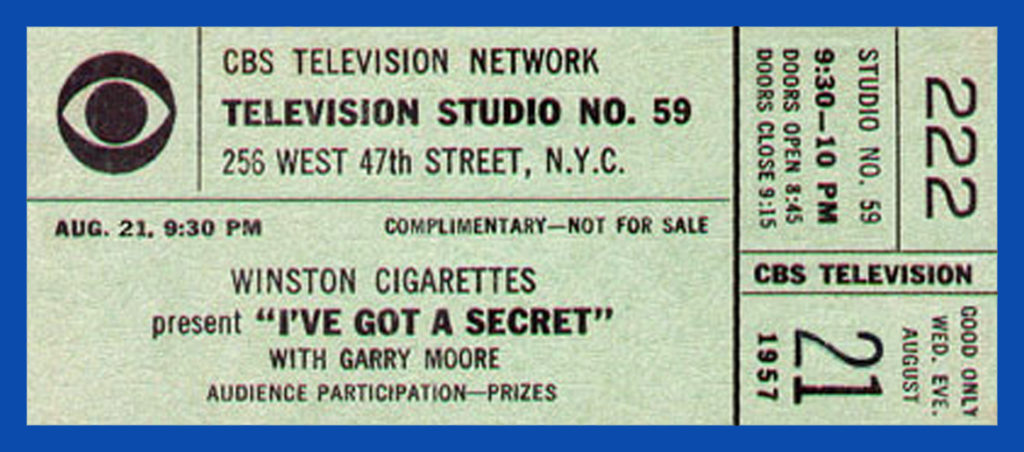 CBS TELEVISION NETWORK
TELEVISION STUDIO NO. 59
256 WEST 47th STREET, N.Y.C.
AUG. 21, 9:30 PM
COMPLIMENTARY—NOT FOR SALE
WINSTON CIGARETTES
present "I'VE GOT A SECRET"
WITH GARRY MOORE
AUDIENCE PARTICIPATION—PRIZES
222
STUDIO NO. 59
9:30—10 PM
DOORS OPEN 8:45
DOORS CLOSE 9:15
CBS TELEVISION
GOOD ONLY
WED. EVE.
AUGUST
21
1957